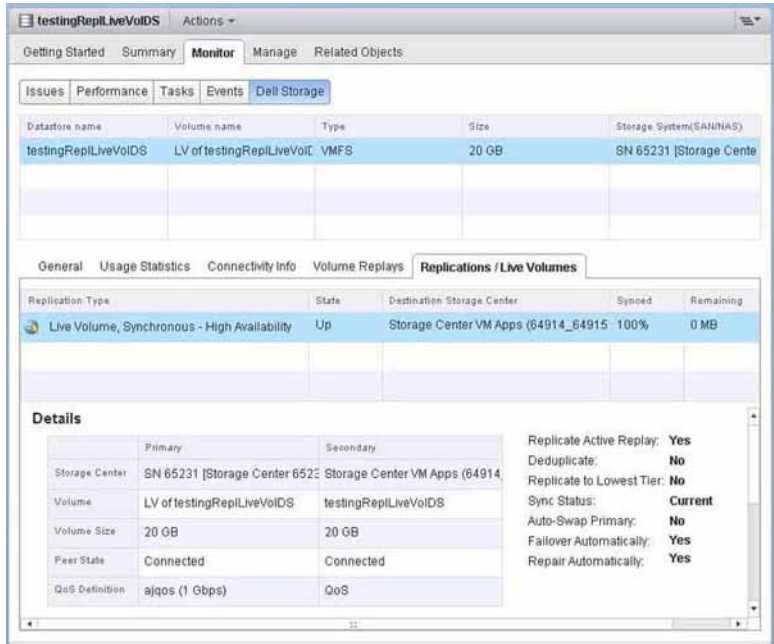 testingReplLiveVolDS Actions
Getting Started Summary Monitor Manage Related Objects
Issues Performance Tasks Events Dell Storage
Datastore name Volume name Type Size Storage System(SAN/NAS)
testingReplLiveVolDS LV of testingReplLiveVolD VMFS 20 GB SN 65231 [Storage Cente
General Usage Statistics Connectivity Info Volume Replays Replications / Live Volumes
Replication Type State Destination Storage Center Synced Remaining
Live Volume, Synchronous - High Availability Up Storage Center VM Apps (64914_64915 100% 0 MB
Details
Primary Secondary
Storage Center SN 65231 [Storage Center 6523 Storage Center VM Apps (64914_
Volume LV of testingReplLiveVolDS testingReplLiveVolDS
Volume Size 20 GB 20 GB
Peer State Connected Connected
QoS Definition ajqos (1 Gbps) QoS
Replicate Active Replay: Yes
Deduplicate: No
Replicate to Lowest Tier: No
Sync Status: Current
Auto-Swap Primary: No
Failover Automatically: Yes
Repair Automatically: Yes